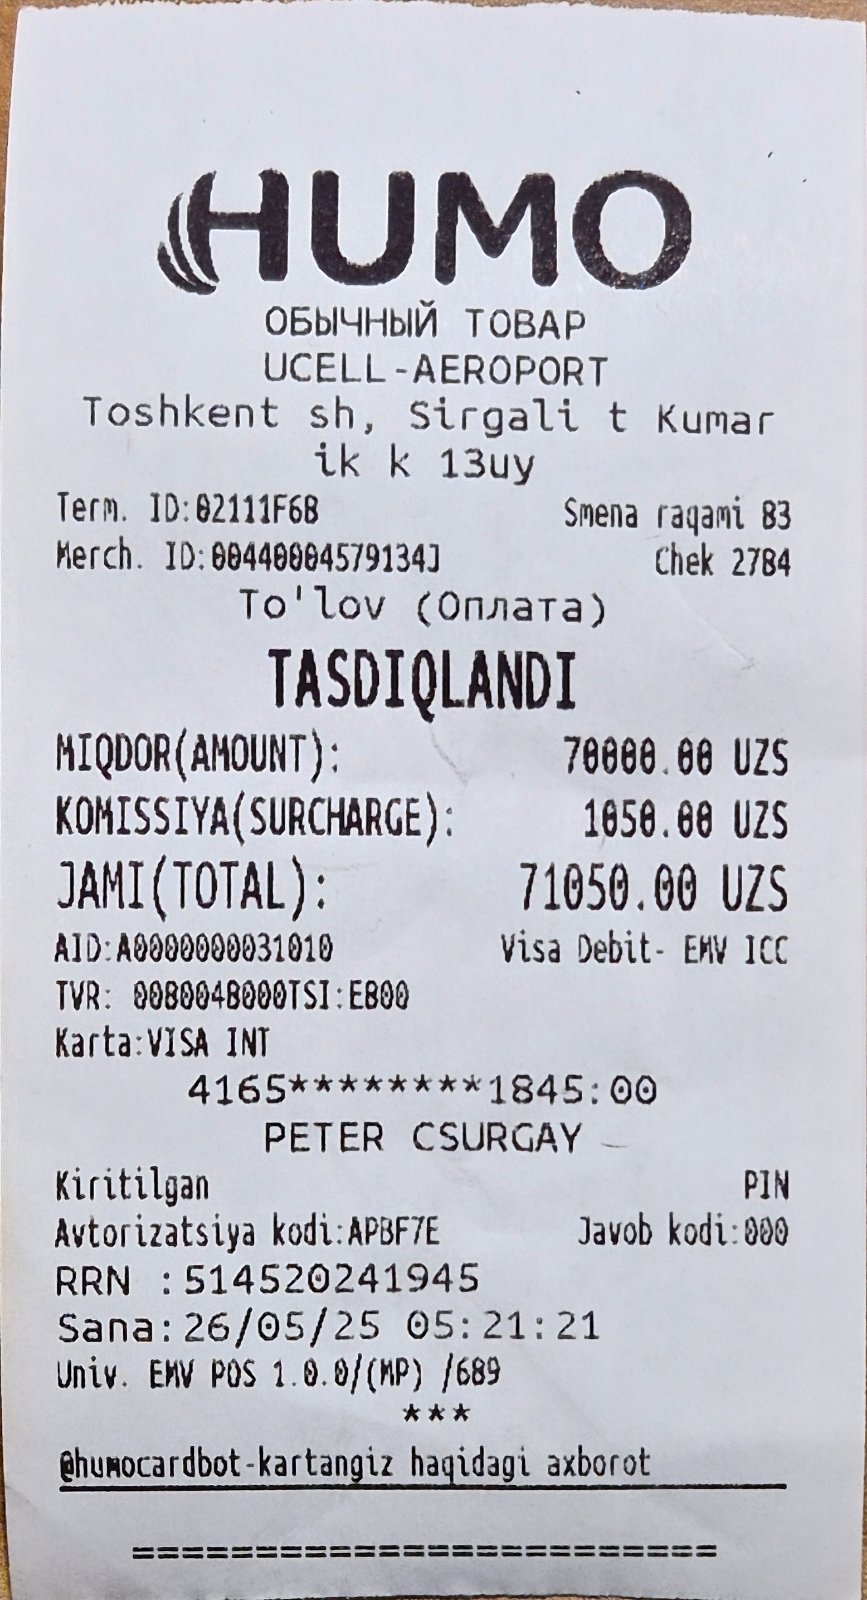 HUMO
ОБЫЧНЫЙ ТОВАР
UCELL-AEROPORT
Toshkent sh, Sirgali t Kumar
ik k 13uy
Term. ID:02111F6B Smena raqami 83
Merch. ID:00440004579134J Chek 2784
To'lov (Оплата)
TASDIQLANDI
MIQDOR(AMOUNT): 70000.00 UZS
KOMISSIYA(SURCHARGE): 1050.00 UZS
JAMI(TOTAL): 71050.00 UZS
AID:A0000000031010 Visa Debit- EMV ICC
TVR: 0080048000TSI:E800
Karta:VISA INT
4165********1845:00
PETER CSURGAY
Kiritilgan PIN
Avtorizatsiya kodi:APBF7E Javob kodi:000
RRN :514520241945
Sana:26/05/25 05:21:21
Univ. EMV POS 1.0.0/(MP) /689
***
@humocardbot-kartangiz haqidagi axborot
==========================